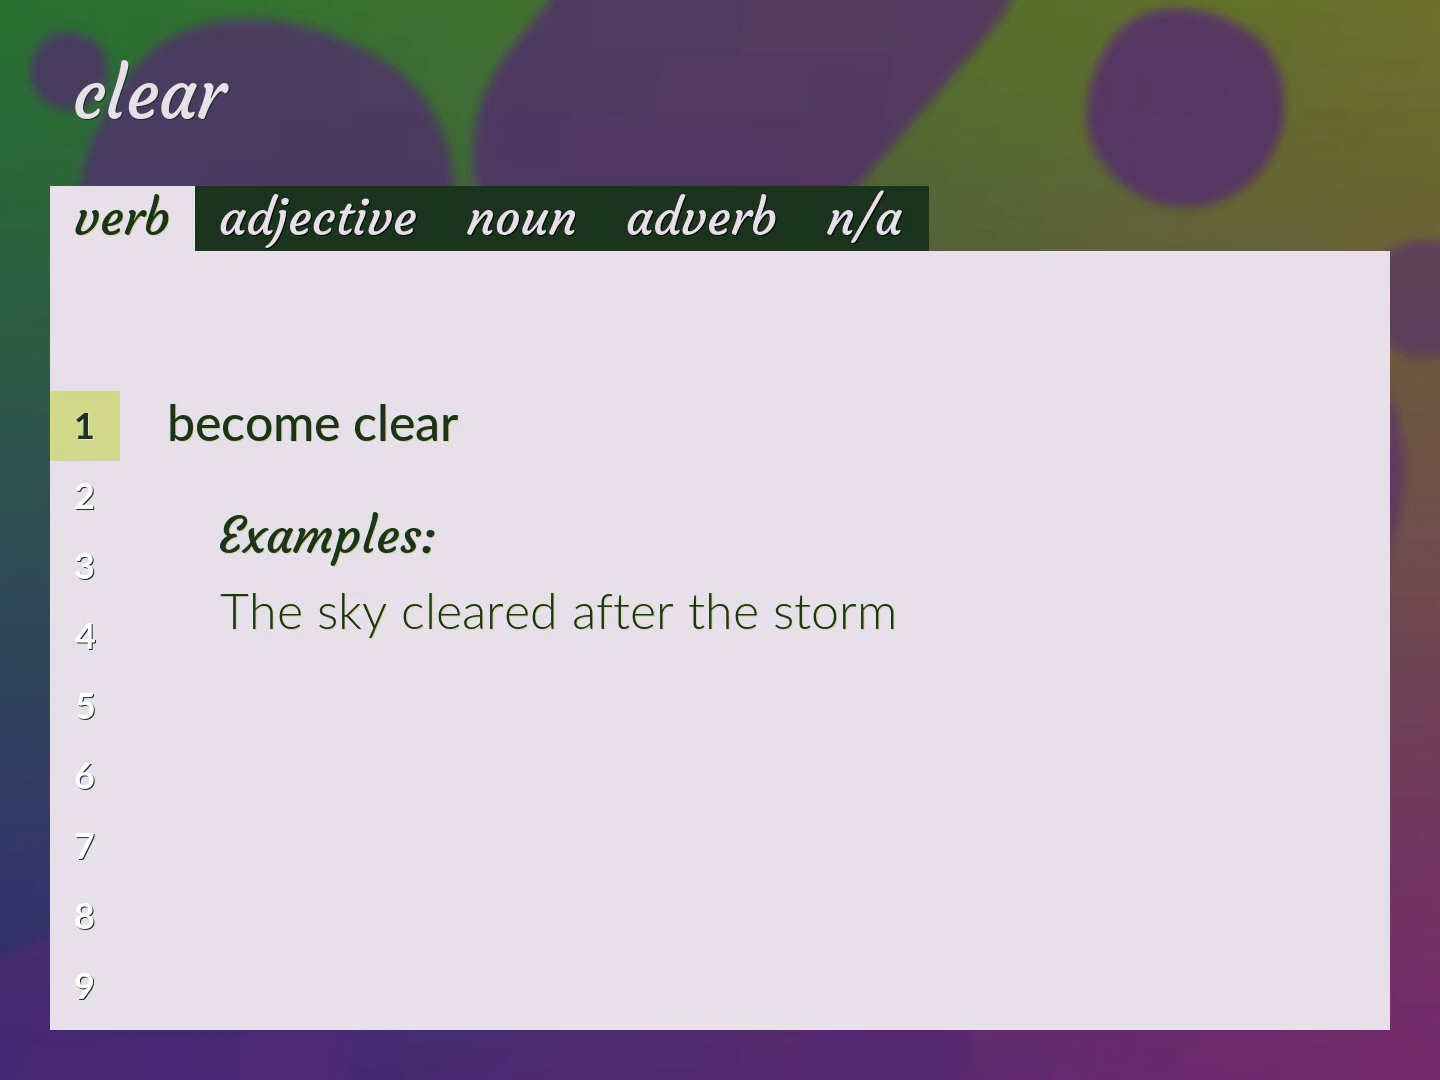 clear
verb adjective noun adverb n/a
1 become clear
2
Examples:
3
The sky cleared after the storm
4
5
6
7
8
9